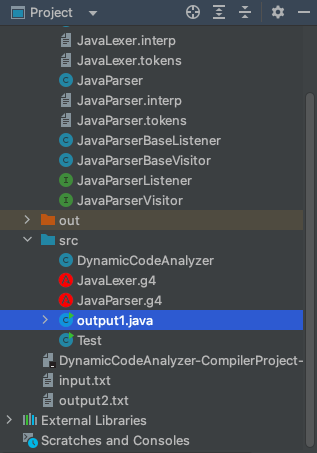 Project
JavaLexer.interp
JavaLexer.tokens
JavaParser
JavaParser.interp
JavaParser.tokens
JavaParserBaseListener
JavaParserBaseVisitor
JavaParserListener
JavaParserVisitor
out
src
DynamicCodeAnalyzer
JavaLexer.g4
JavaParser.g4
output1.java
Test
DynamicCodeAnalyzer-CompilerProject-
input.txt
output2.txt
External Libraries
Scratches and Consoles